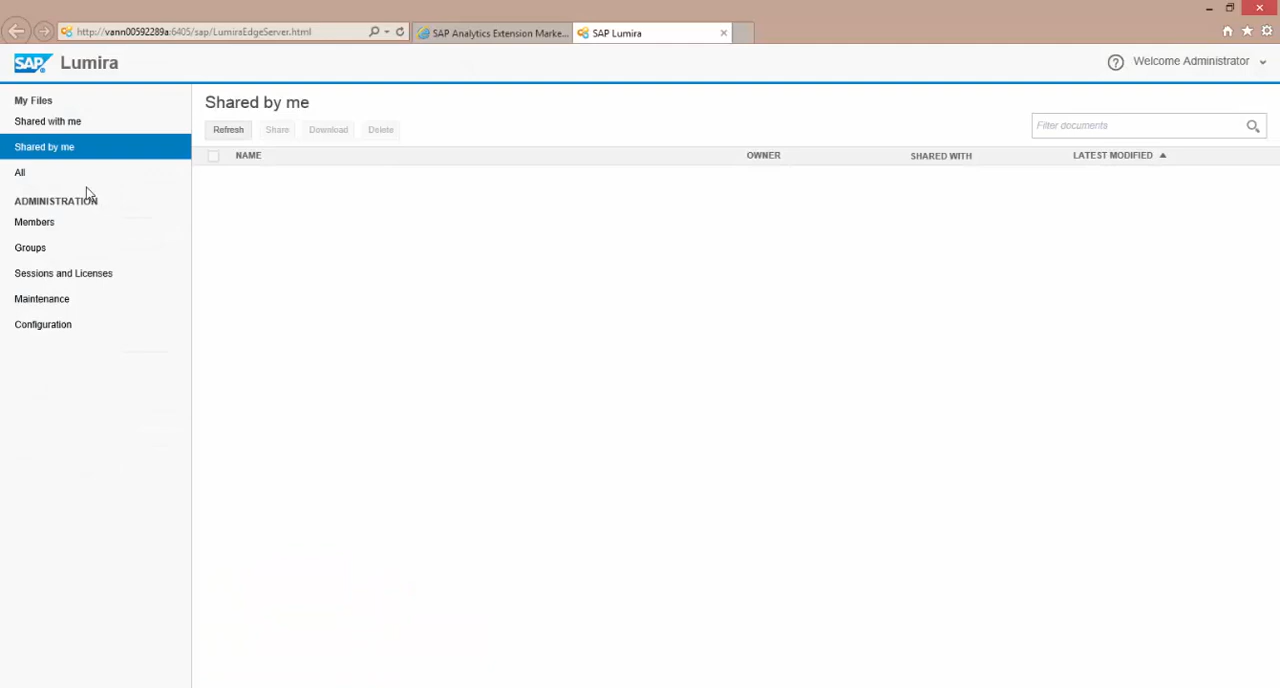 http://vann00592289a:6405/sap/LumiraEdgeServer.html
SAP Analytics Extension Marke...
SAP Lumira
SAP Lumira
Welcome Administrator
My Files
Shared with me
Shared by me
All
ADMINISTRATION
Members
Groups
Sessions and Licenses
Maintenance
Configuration
Shared by me
Refresh Share Download Delete
Filter documents
NAME OWNER SHARED WITH LATEST MODIFIED